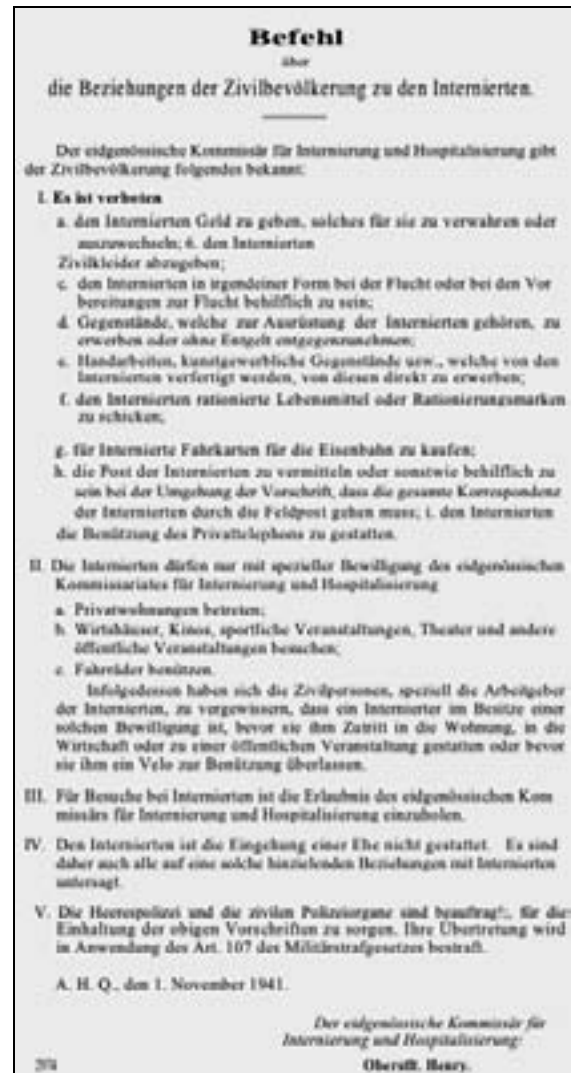 Befehl
über
die Beziehungen der Zivilbevölkerung zu den Internierten.
Der eidgenössische Kommissär für Internierung und Hospitalisierung gibt
der Zivilbevölkerung folgendes bekannt:
I. Es ist verboten
a. den Internierten Geld zu geben, solches für sie zu verwahren oder
auszuwechseln; 6. den Internierten
Zivilkleider abzugeben;
c. den Internierten in irgendeiner Form bei der Flucht oder bei den Vor
bereitungen zur Flucht behilflich zu sein;
d. Gegenstände, welche zur Ausrüstung der Internierten gehören, zu
erwerben oder ohne Entgelt entgegenzunehmen;
e. Handarbeiten, kunstgewerbliche Gegenstände usw., welche von den
Internierten verfertigt werden, von diesen direkt zu erwerben;
f. den Internierten rationierte Lebensmittel oder Rationierungsmarken
zu schicken;
g. für Internierte Fahrkarten für die Eisenbahn zu kaufen;
h. die Post der Internierten zu vermitteln oder sonstwie behilflich zu
sein bei der Umgehung der Vorschrift, dass die gesamte Korrespondenz
der Internierten durch die Feldpost gehen muss; i. den Internierten
die Benützung des Privattelephons zu gestatten.
II. Die Internierten dürfen nur mit spezieller Bewilligung des eidgenössischen
Kommissariates für Internierung und Hospitalisierung
a. Privatwohnungen betreten;
b. Wirtshäuser, Kinos, sportliche Veranstaltungen, Theater und andere
öffentliche Veranstaltungen besuchen;
c. Fahrräder benützen.
Infolgedessen haben sich die Zivilpersonen, speziell die Arbeitgeber
der Internierten, zu vergewissern, dass ein Internierter im Besitze einer
solchen Bewilligung ist, bevor sie ihm Zutritt in die Wohnung, in die
Wirtschaft oder zu einer öffentlichen Veranstaltung gestatten oder bevor
sie ihm ein Velo zur Benützung überlassen.
III. Für Besuche bei Internierten ist die Erlaubnis des eidgenössischen Kom
missärs für Internierung und Hospitalisierung einzuholen.
IV. Den Internierten ist die Eingehung einer Ehe nicht gestattet. Es sind
daher auch alle auf eine solche hinzielenden Beziehungen mit Internierten
untersagt.
V. Die Heerespolizei und die zivilen Polizeiorgane sind beauftrag!:, für die
Einhaltung der obigen Vorschriften zu sorgen. Ihre Übertretung wird
in Anwendung des Art. 107 des Militärstrafgesetzes bestraft.
A. H. Q., den 1. November 1941.
Der eidgenössische Kommissär für
Internierung und Hospitalisierung:
Oberstlt. Henry.